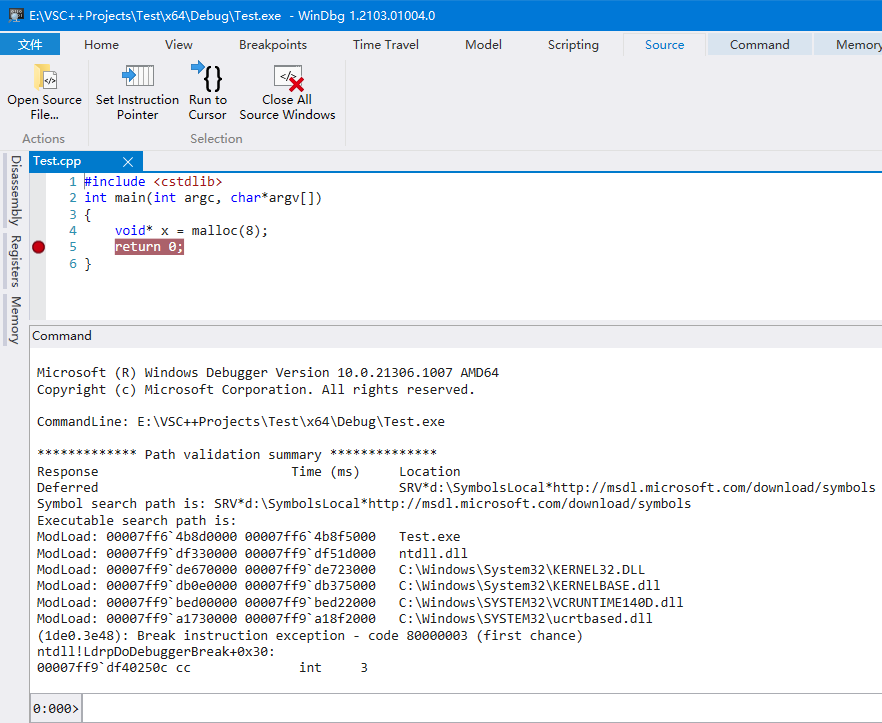 E:\VSC++Projects\Test\x64\Debug\Test.exe - WinDbg 1.2103.01004.0
文件 Home View Breakpoints Time Travel Model Scripting Source Command Memory
Open Source File...
Set Instruction Pointer
Run to Cursor
Close All Source Windows
Actions
Selection
Disassembly
Registers
Memory
Test.cpp
1 #include <cstdlib>
2 int main(int argc, char*argv[])
3 {
4 void* x = malloc(8);
5 return 0;
6 }
Command
Microsoft (R) Windows Debugger Version 10.0.21306.1007 AMD64
Copyright (c) Microsoft Corporation. All rights reserved.
CommandLine: E:\VSC++Projects\Test\x64\Debug\Test.exe
************* Path validation summary **************
Response Time (ms) Location
Deferred SRV*d:\SymbolsLocal*http://msdl.microsoft.com/download/symbols
Symbol search path is: SRV*d:\SymbolsLocal*http://msdl.microsoft.com/download/symbols
Executable search path is:
ModLoad: 00007ff6`4b8d0000 00007ff6`4b8f5000 Test.exe
ModLoad: 00007ff9`df330000 00007ff9`df51d000 ntdll.dll
ModLoad: 00007ff9`de670000 00007ff9`de723000 C:\Windows\System32\KERNEL32.DLL
ModLoad: 00007ff9`db0e0000 00007ff9`db375000 C:\Windows\System32\KERNELBASE.dll
ModLoad: 00007ff9`bed00000 00007ff9`bed22000 C:\Windows\SYSTEM32\VCRUNTIME140D.dll
ModLoad: 00007ff9`a1730000 00007ff9`a18f2000 C:\Windows\SYSTEM32\ucrtbased.dll
(1de0.3e48): Break instruction exception - code 80000003 (first chance)
ntdll!LdrpDoDebuggerBreak+0x30:
00007ff9`df40250c cc int 3
0:000>